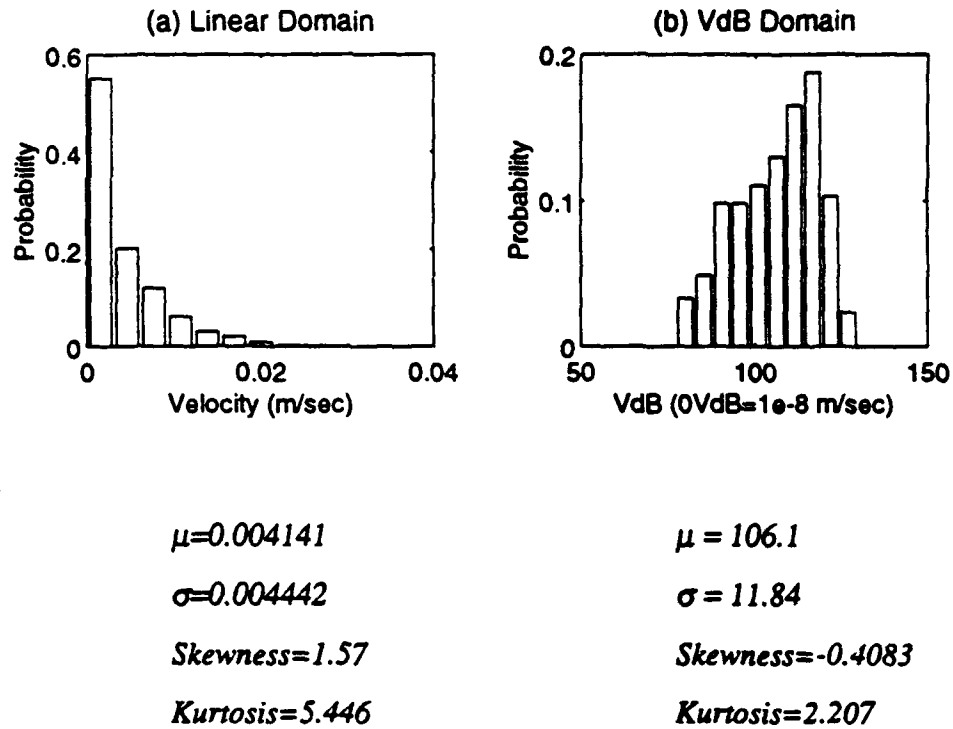 (a) Linear Domain
0.6
0.4
0.2
0
Probability
0
0.02
0.04
Velocity (m/sec)
(b) VdB Domain
0.2
0.1
0
Probability
50
100
150
VdB (0VdB=1e-8 m/sec)
μ=0.004141
σ=0.004442
Skewness=1.57
Kurtosis=5.446
μ = 106.1
σ = 11.84
Skewness=-0.4083
Kurtosis=2.207